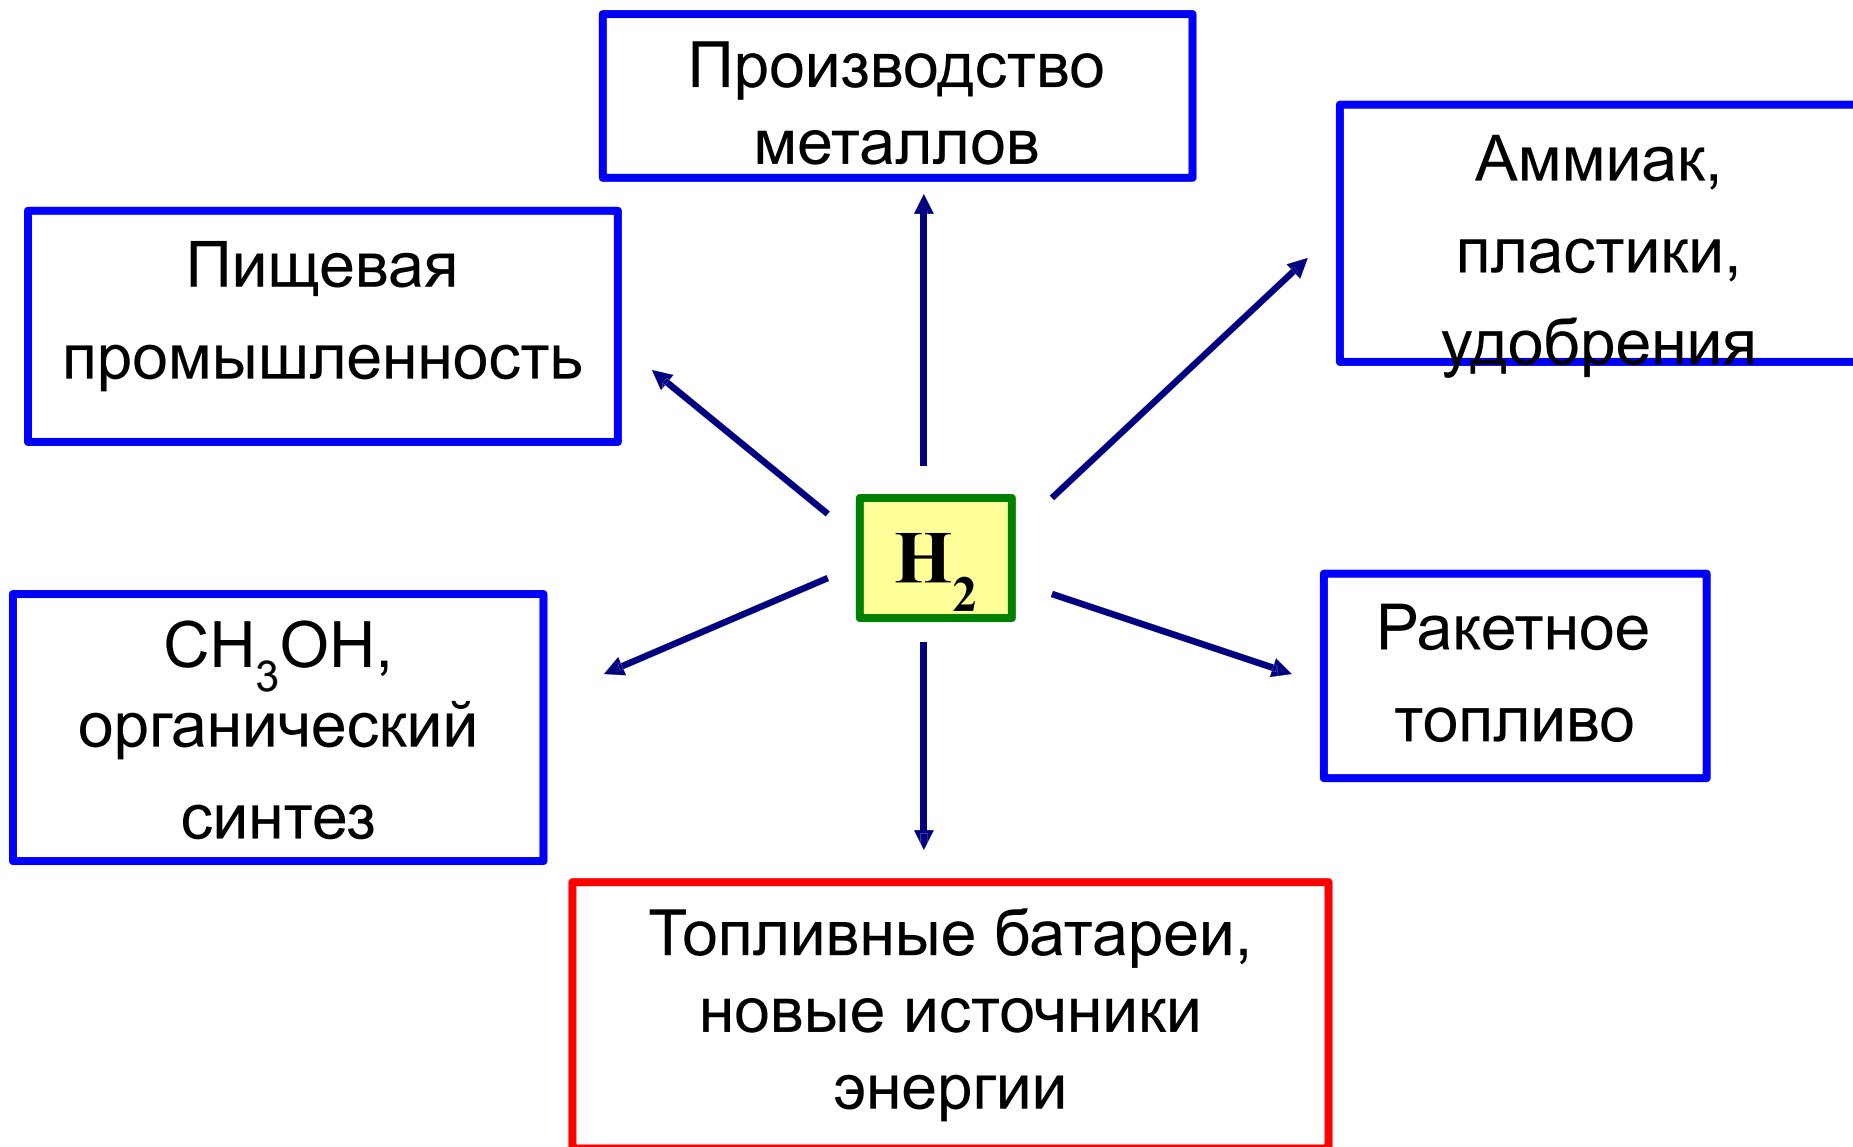 Производство
металлов
Аммиак,
пластики,
удобрения
Пищевая
промышленность
H₂
CH₃OH,
органический
синтез
Ракетное
топливо
Топливные батареи,
новые источники
энергии